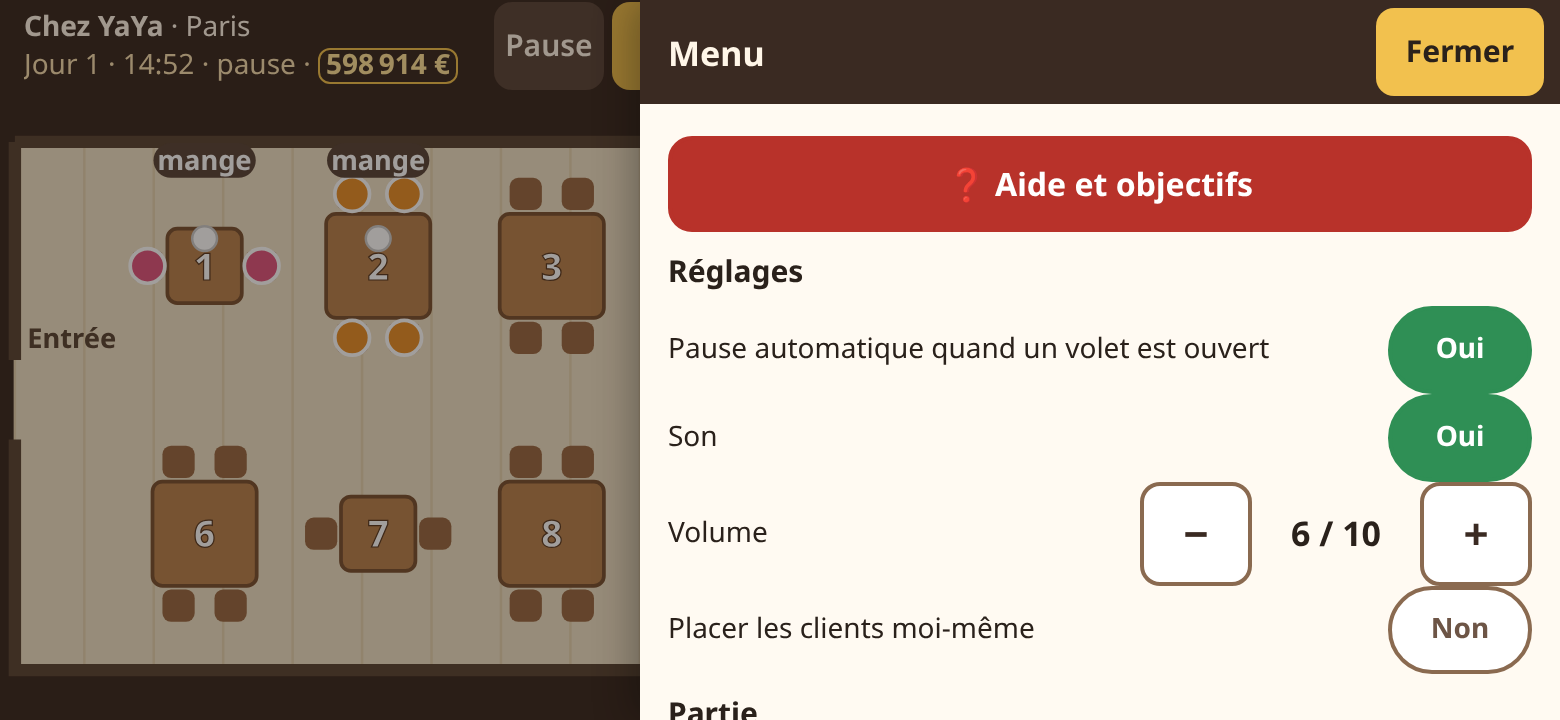 Chez YaYa · Paris
Jour 1 · 14:52 · pause · 598 914 €
Pause
mange
mange
1
2
3
Entrée
6
7
8
Menu
Fermer
❓ Aide et objectifs
Réglages
Pause automatique quand un volet est ouvert
Oui
Son
Oui
Volume
− 6 / 10 +
Placer les clients moi-même
Non
Partie